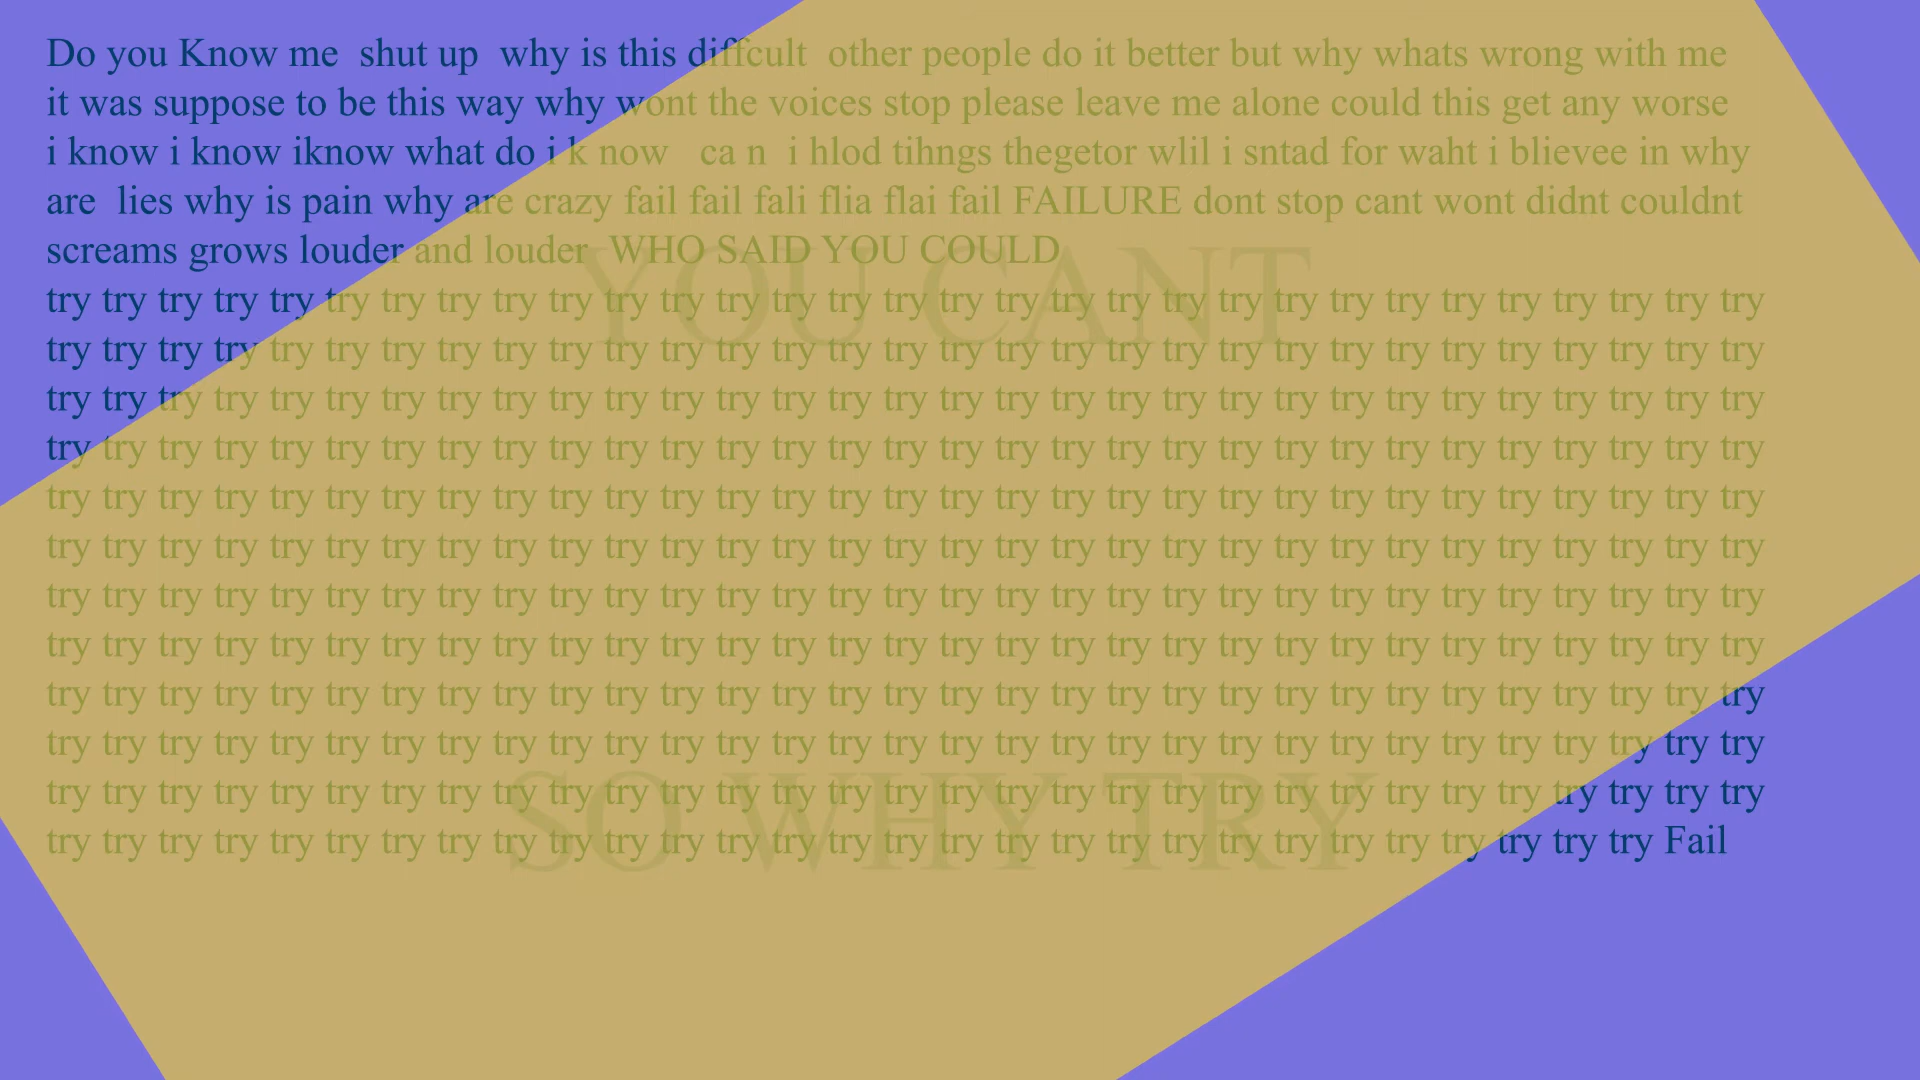 Do you Know me shut up why is this diffcult other people do it better but why whats wrong with me
it was suppose to be this way why wont the voices stop please leave me alone could this get any worse
i know i know iknow what do i k now ca n i hlod tihngs thegetor wlil i sntad for waht i blievee in why
are lies why is pain why are crazy fail fail fali flia flai fail FAILURE dont stop cant wont didnt couldnt
screams grows louder and louder WHO SAID YOU COULD
YOU CANT
try try try try try try try try try try try try try try try try try try try try try try try try try try try try try try try
try try try try try try try try try try try try try try try try try try try try try try try try try try try try try try try
try try try try try try try try try try try try try try try try try try try try try try try try try try try try try try try
try try try try try try try try try try try try try try try try try try try try try try try try try try try try try try try
try try try try try try try try try try try try try try try try try try try try try try try try try try try try try try try
try try try try try try try try try try try try try try try try try try try try try try try try try try try try try try try
try try try try try try try try try try try try try try try try try try try try try try try try try try try try try try try
try try try try try try try try try try try try try try try try try try try try try try try try try try try try try try try
try try try try try try try try try try try try try try try try try try try try try try try try try try try try try try try
try try try try try try try try try try try try try try try try try try try try try try try try try try try try try try try
try try try try try try try try try try try try try try try try try try try try try try try try try try try try try try try
SO WHY TRY
try try try try try try try try try try try try try try try try try try try try try try try try try try try try try Fail